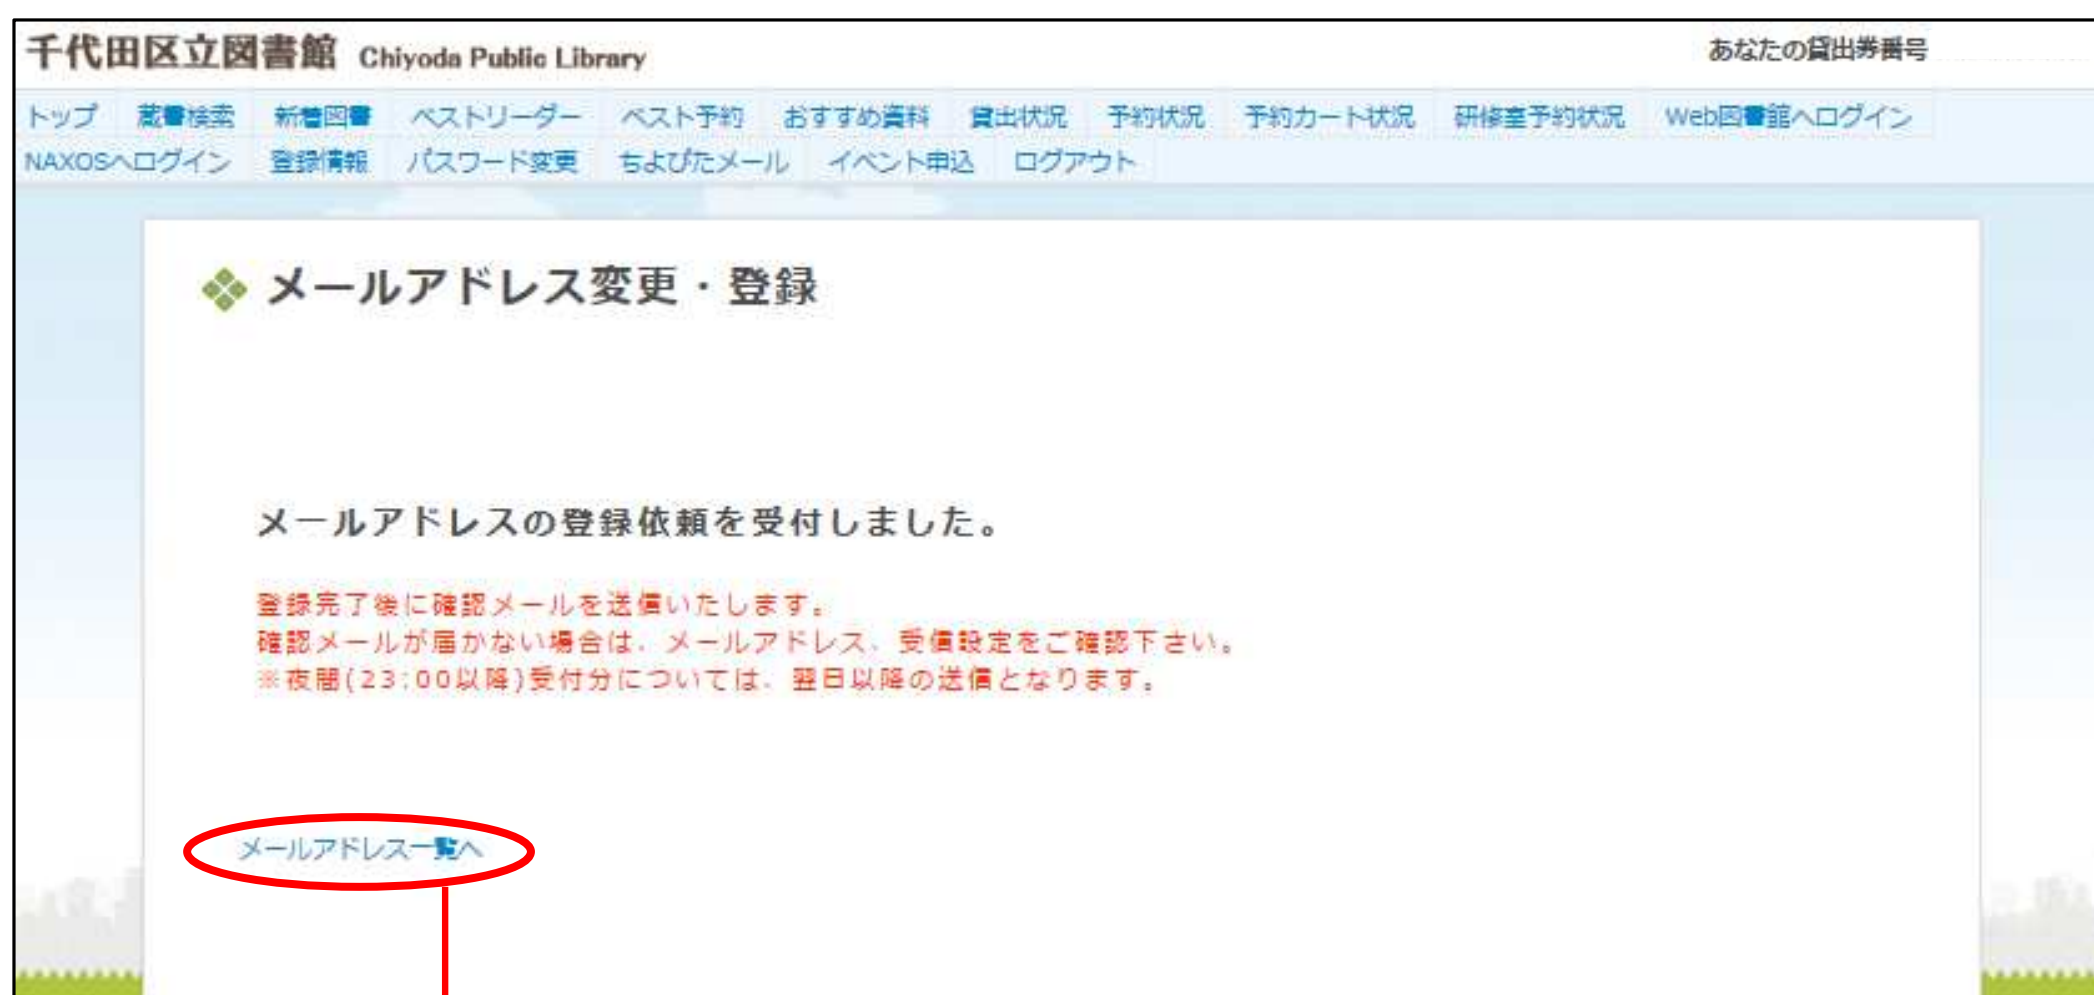 千代田区立図書館 Chiyoda Public Library
あなたの貸出券番号
トップ 蔵書検索 新着図書 ベストリーダー ベスト予約 おすすめ資料 貸出状況 予約状況 予約カート状況 研修室予約状況 Web図書館へログイン
NAXOSへログイン 登録情報 パスワード変更 ちよぴたメール イベント申込 ログアウト
メールアドレス変更・登録
メールアドレスの登録依頼を受付しました。
登録完了後に確認メールを送信いたします。
確認メールが届かない場合は、メールアドレス、受信設定をご確認下さい。
※夜間(23:00以降)受付分については、翌日以降の送信となります。
メールアドレス一覧へ